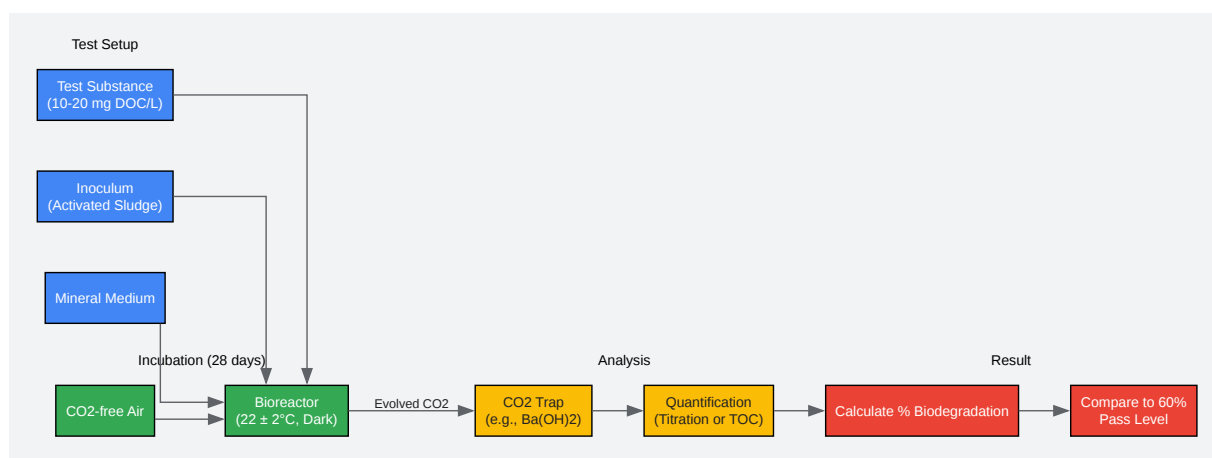 Test Setup
Test Substance
(10-20 mg DOC/L)
Inoculum
(Activated Sludge)
Mineral Medium
Incubation (28 days)
Analysis
Result
CO2-free Air
Bioreactor
(22 ± 2°C, Dark)
Evolved CO2
CO2 Trap
(e.g., Ba(OH)2)
Quantification
(Titration or TOC)
Calculate % Biodegradation
Compare to 60%
Pass Level